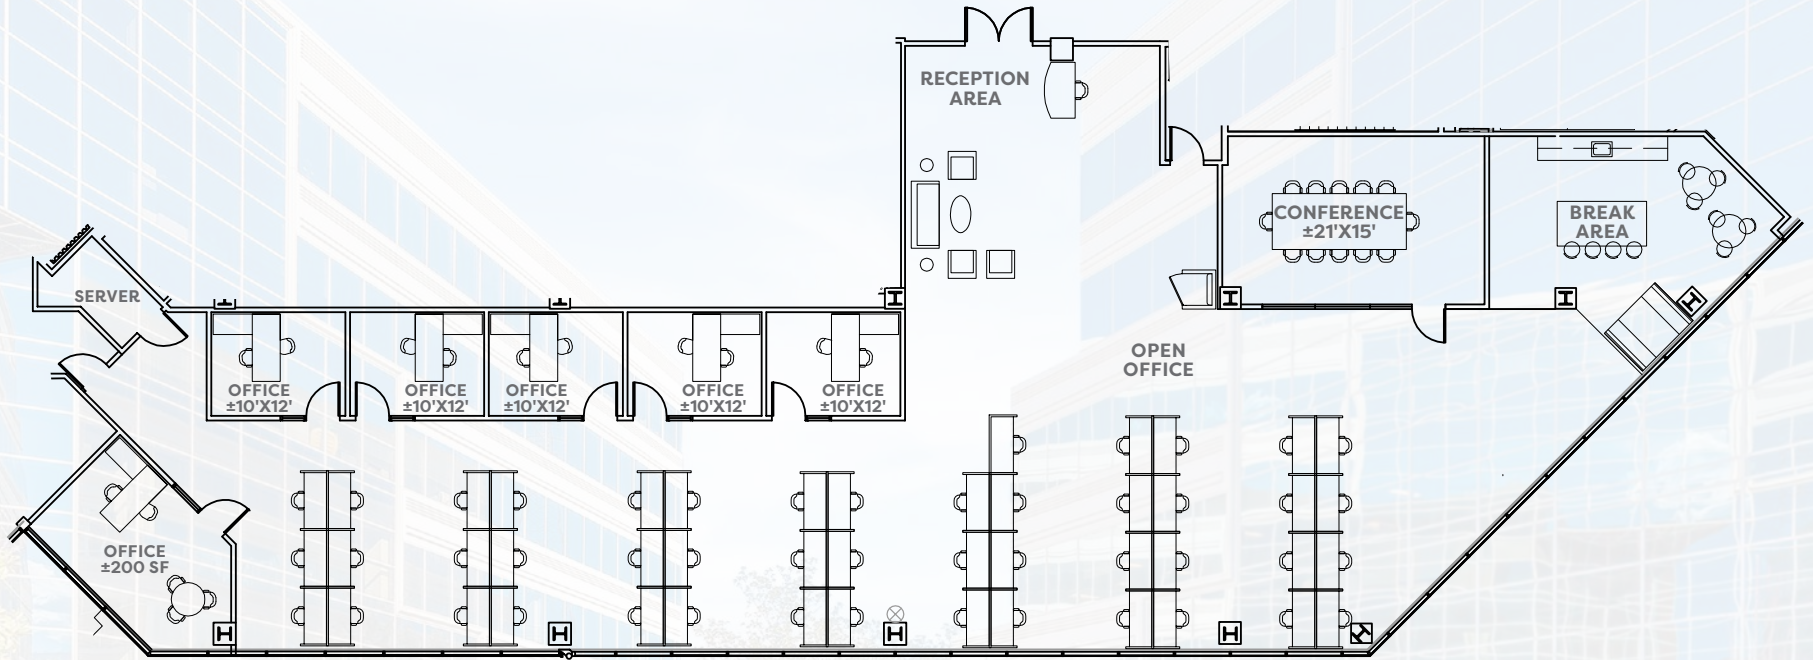 RECEPTION
AREA
CONFERENCE
±21'X15'
BREAK
AREA
SERVER
OPEN
OFFICE
OFFICE
±10'X12'
OFFICE
±10'X12'
OFFICE
±10'X12'
OFFICE
±10'X12'
OFFICE
±10'X12'
OFFICE
±200 SF